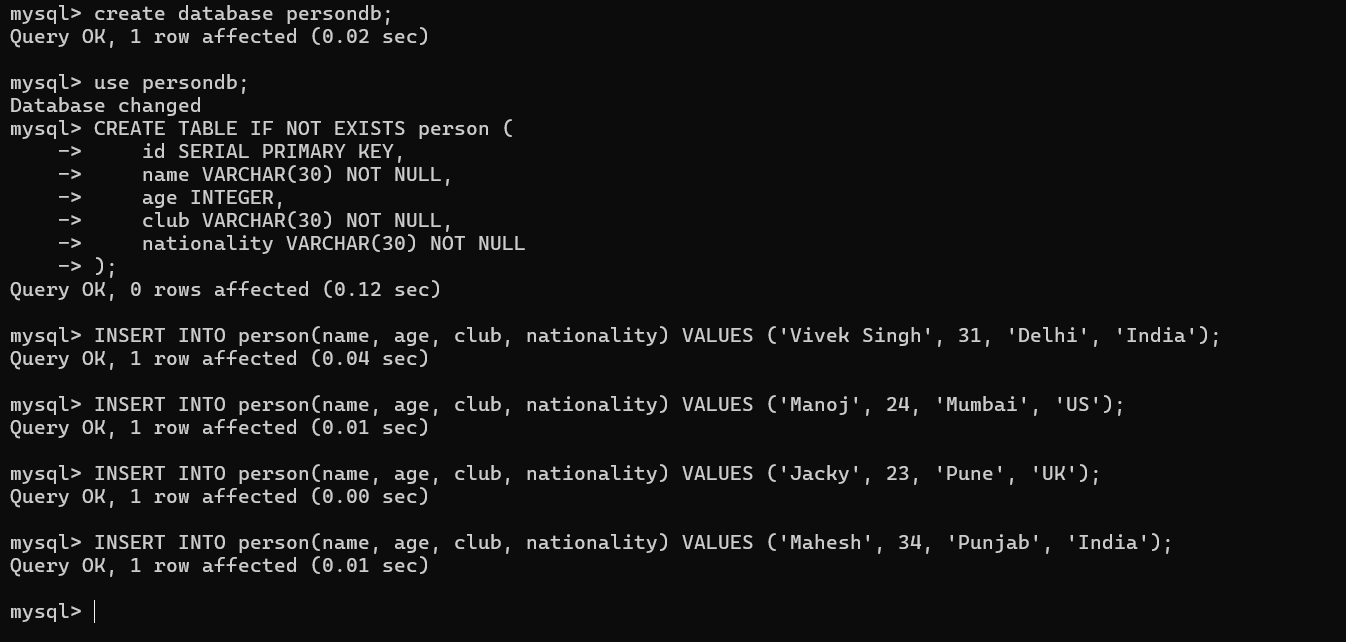 mysql> create database persondb;
Query OK, 1 row affected (0.02 sec)

mysql> use persondb;
Database changed
mysql> CREATE TABLE IF NOT EXISTS person (
    ->     id SERIAL PRIMARY KEY,
    ->     name VARCHAR(30) NOT NULL,
    ->     age INTEGER,
    ->     club VARCHAR(30) NOT NULL,
    ->     nationality VARCHAR(30) NOT NULL
    -> );
Query OK, 0 rows affected (0.12 sec)

mysql> INSERT INTO person(name, age, club, nationality) VALUES ('Vivek Singh', 31, 'Delhi', 'India');
Query OK, 1 row affected (0.04 sec)

mysql> INSERT INTO person(name, age, club, nationality) VALUES ('Manoj', 24, 'Mumbai', 'US');
Query OK, 1 row affected (0.01 sec)

mysql> INSERT INTO person(name, age, club, nationality) VALUES ('Jacky', 23, 'Pune', 'UK');
Query OK, 1 row affected (0.00 sec)

mysql> INSERT INTO person(name, age, club, nationality) VALUES ('Mahesh', 34, 'Punjab', 'India');
Query OK, 1 row affected (0.01 sec)

mysql>